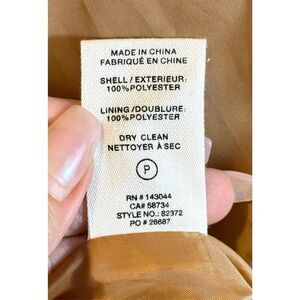 MADE IN CHINA
FABRIQUÉ EN CHINE
SHELL / EXTERIEUR:
100% POLYESTER
LINING / DOUBLURE:
100% POLYESTER
DRY CLEAN
NETTOYER À SEC
P
RN # 143044
CA# 58734
STYLE NO.: 82372
PO # 26687